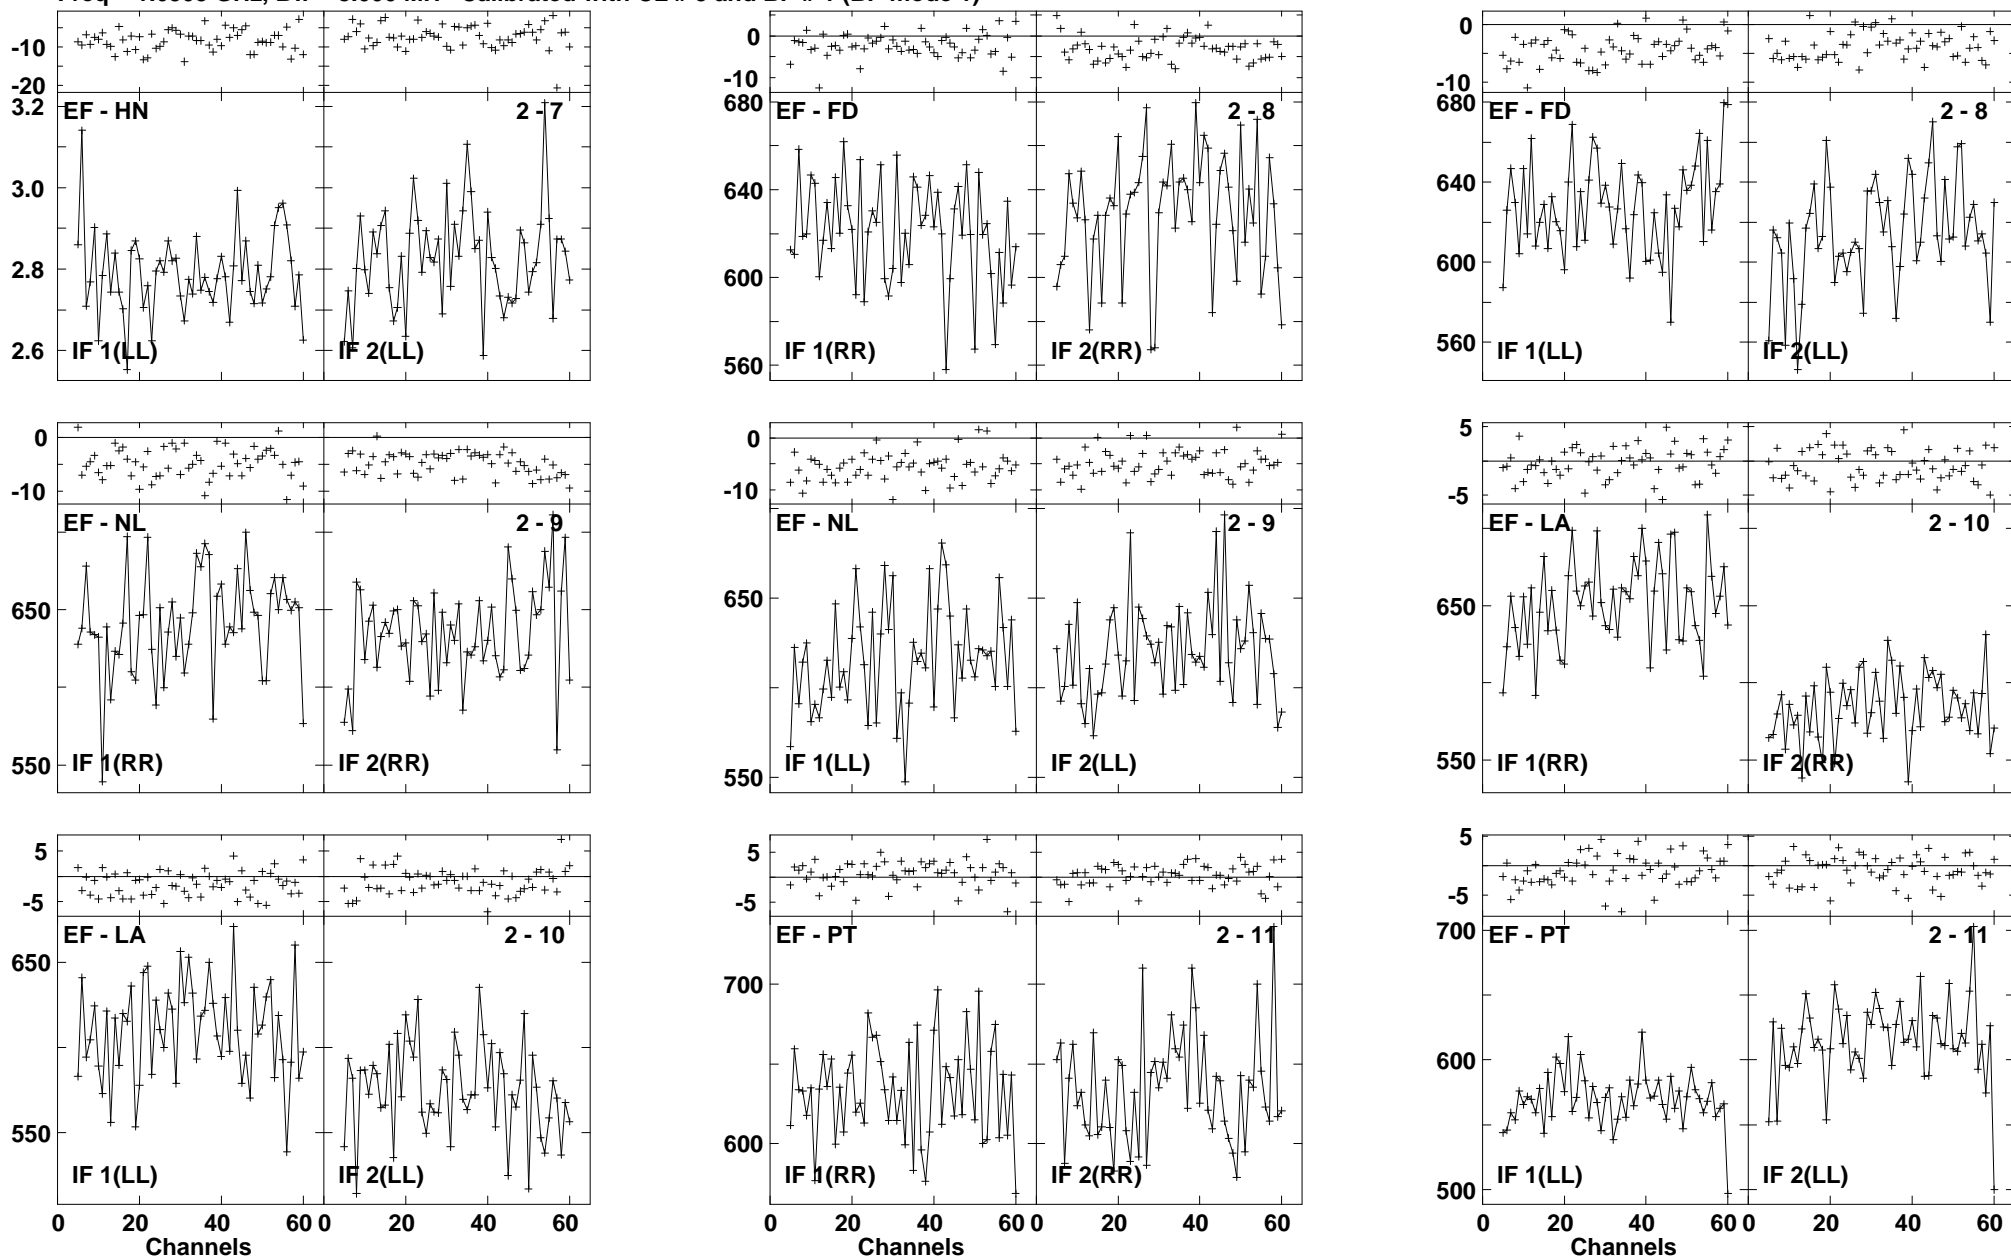 -10
-20
0
-10
0
-10
EF - HN 2 - 7
3.2
3.0
2.8
2.6
IF 1(LL) IF 2(LL)
EF - FD 2 - 8
680
640
600
560
IF 1(RR) IF 2(RR)
EF - FD 2 - 8
680
640
600
560
IF 1(LL) IF 2(LL)
0
-10
0
-10
5
-5
EF - NL 2 - 9
650
550
IF 1(RR) IF 2(RR)
EF - NL 2 - 9
650
550
IF 1(LL) IF 2(LL)
EF - LA 2 - 10
650
550
IF 1(RR) IF 2(RR)
5
-5
5
-5
5
-5
EF - LA 2 - 10
650
550
IF 1(LL) IF 2(LL)
EF - PT 2 - 11
700
600
IF 1(RR) IF 2(RR)
EF - PT 2 - 11
700
600
500
IF 1(LL) IF 2(LL)
0 20 40 60 0 20 40 60
0 20 40 60 0 20 40 60
0 20 40 60 0 20 40 60
Channels Channels Channels